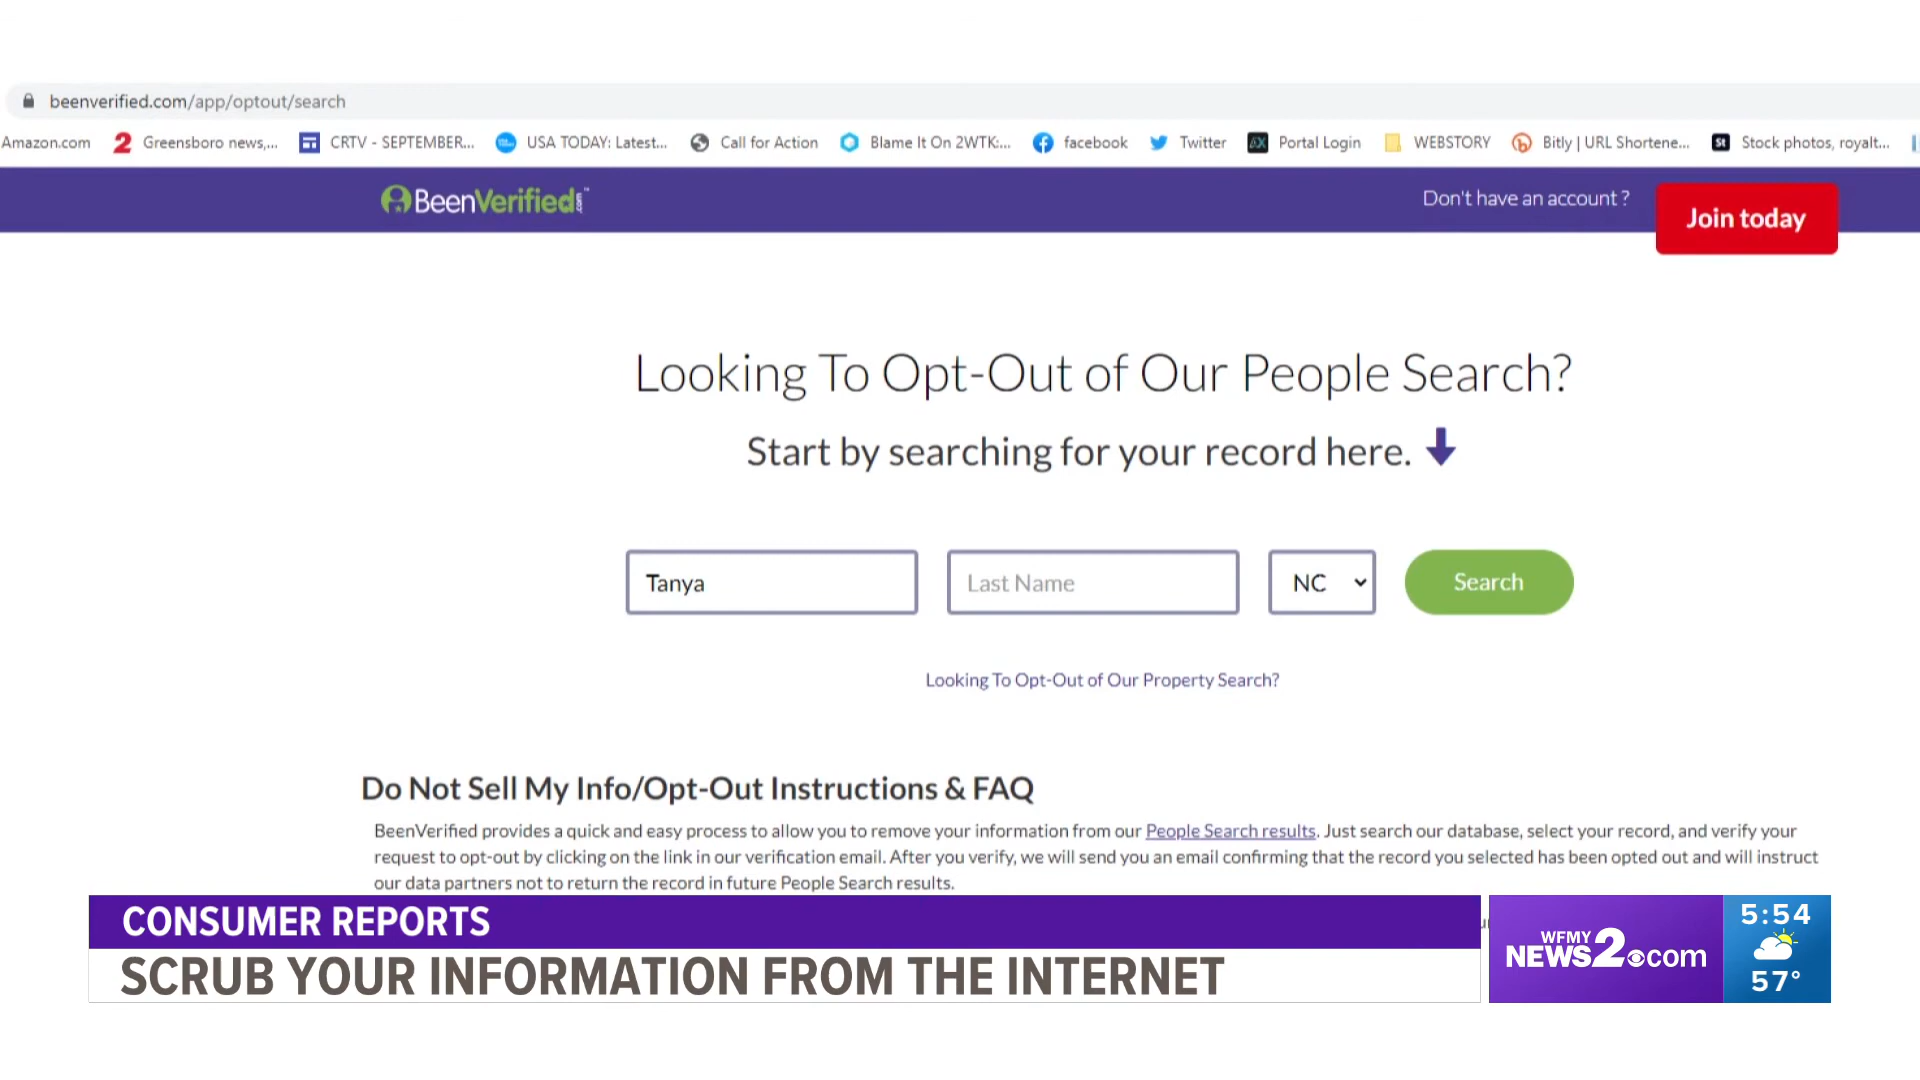 beenverified.com/app/optout/search
Amazon.com 2 Greensboro news,... CRTV - SEPTEMBER... USA TODAY: Latest... Call for Action Blame It On 2WTK:... facebook Twitter Portal Login WEBSTORY Bitly | URL Shortene... St Stock photos, royalt...
BeenVerified.com™
Don't have an account?
Join today
Looking To Opt-Out of Our People Search?
Start by searching for your record here.
Tanya Last Name NC Search
Looking To Opt-Out of Our Property Search?
Do Not Sell My Info/Opt-Out Instructions & FAQ
BeenVerified provides a quick and easy process to allow you to remove your information from our People Search results. Just search our database, select your record, and verify your
request to opt-out by clicking on the link in our verification email. After you verify, we will send you an email confirming that the record you selected has been opted out and will instruct
our data partners not to return the record in future People Search results.
CONSUMER REPORTS
SCRUB YOUR INFORMATION FROM THE INTERNET
WFMY
NEWS 2 .com
5:54
57°